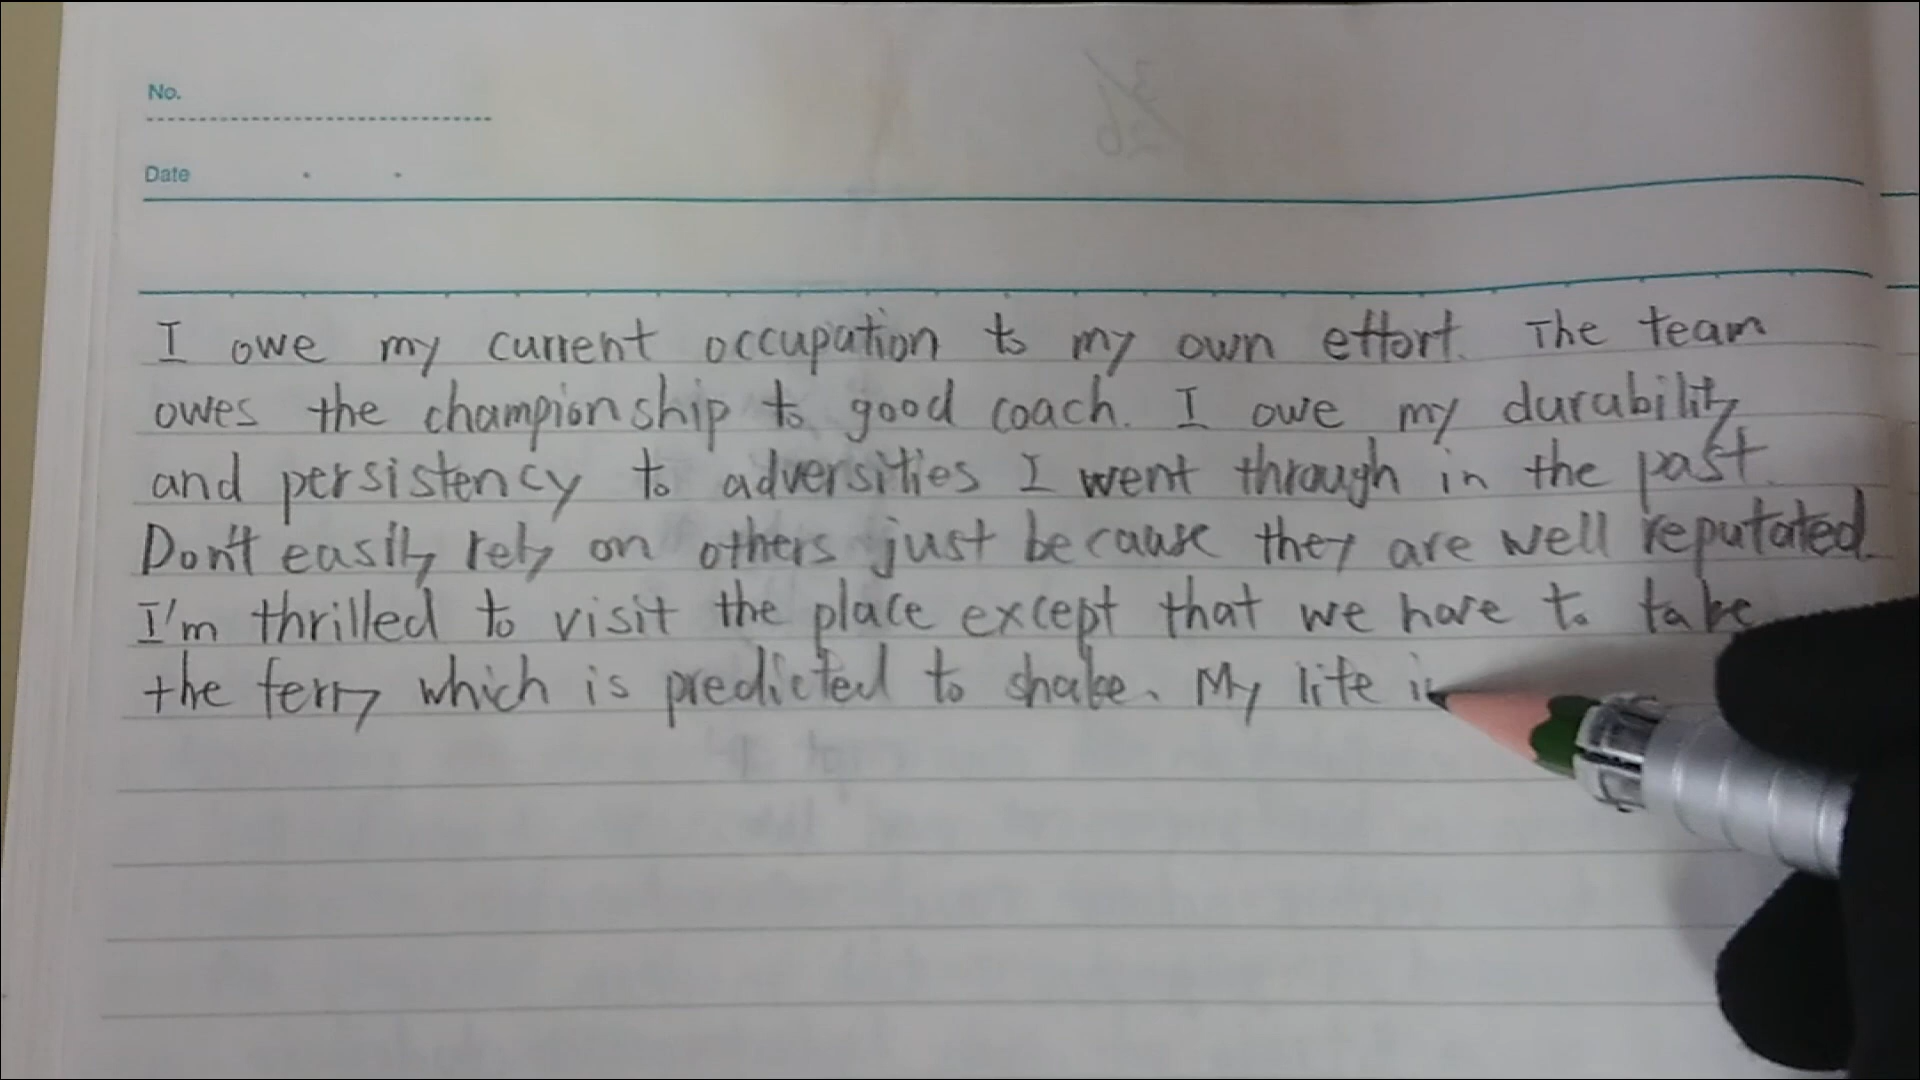 No.
Date
I owe my current occupation to my own effort. The team
owes the championship to good coach. I owe my durability
and persistency to adversities I went through in the past.
Don't easily rely on others just because they are well reputated.
I'm thrilled to visit the place except that we have to take
the ferry which is predicted to shake. My life